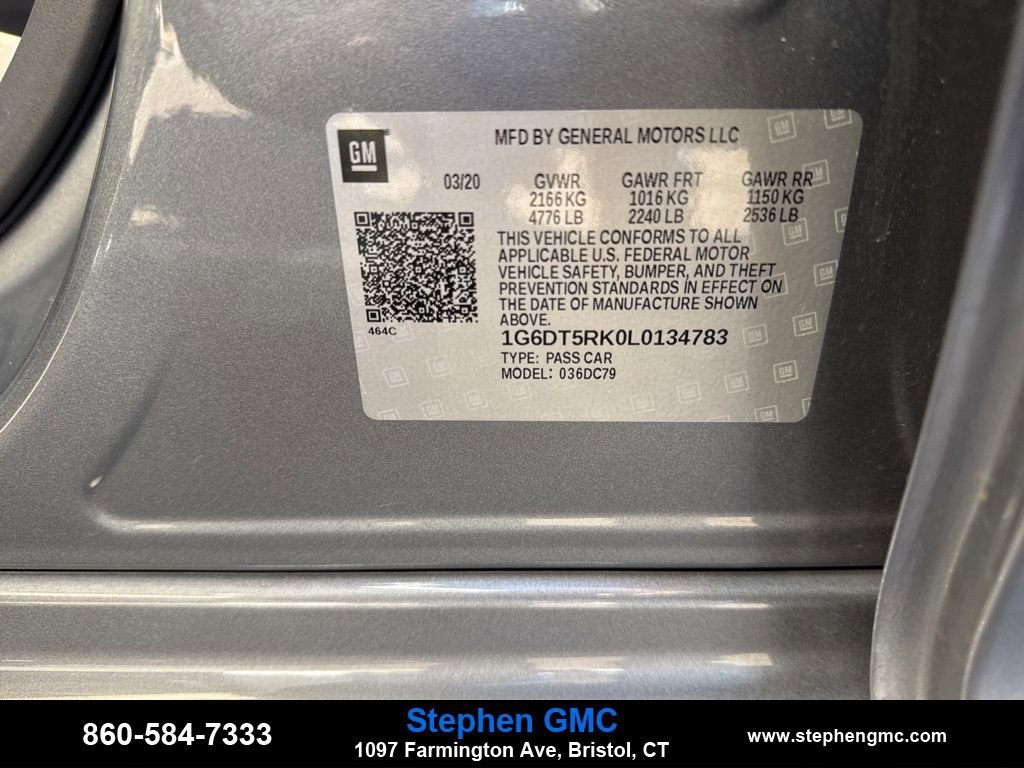 GM
MFD BY GENERAL MOTORS LLC
03/20 GVWR GAWR FRT GAWR RR
2166 KG 1016 KG 1150 KG
4776 LB 2240 LB 2536 LB
THIS VEHICLE CONFORMS TO ALL
APPLICABLE U.S. FEDERAL MOTOR
VEHICLE SAFETY, BUMPER, AND THEFT
PREVENTION STANDARDS IN EFFECT ON
THE DATE OF MANUFACTURE SHOWN
ABOVE.
464C
1G6DT5RK0L0134783
TYPE: PASS CAR
MODEL: 036DC79
860-584-7333
Stephen GMC
1097 Farmington Ave, Bristol, CT
www.stephengmc.com